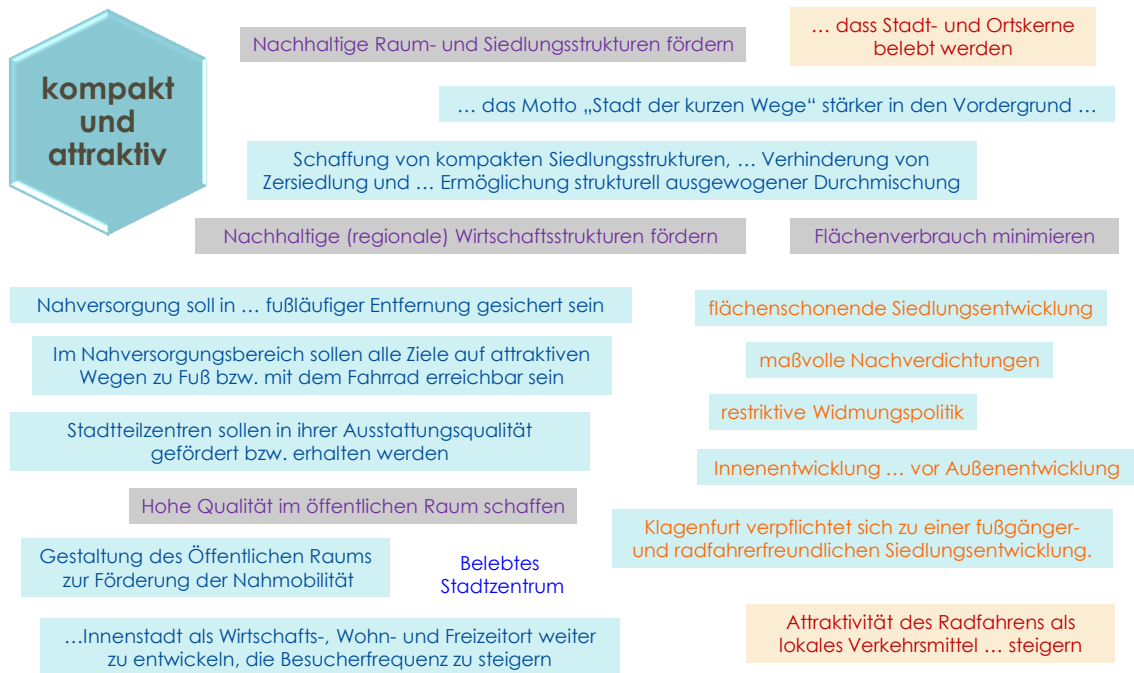 kompakt
und
attraktiv
Nachhaltige Raum- und Siedlungsstrukturen fördern
… dass Stadt- und Ortskerne
belebt werden
… das Motto „Stadt der kurzen Wege“ stärker in den Vordergrund …
Schaffung von kompakten Siedlungsstrukturen, … Verhinderung von
Zersiedlung und … Ermöglichung strukturell ausgewogener Durchmischung
Nachhaltige (regionale) Wirtschaftsstrukturen fördern
Flächenverbrauch minimieren
Nahversorgung soll in … fußläufiger Entfernung gesichert sein
Im Nahversorgungsbereich sollen alle Ziele auf attraktiven
Wegen zu Fuß bzw. mit dem Fahrrad erreichbar sein
Stadtteilzentren sollen in ihrer Ausstattungsqualität
gefördert bzw. erhalten werden
Hohe Qualität im öffentlichen Raum schaffen
Gestaltung des Öffentlichen Raums
zur Förderung der Nahmobilität
Belebtes
Stadtzentrum
…Innenstadt als Wirtschafts-, Wohn- und Freizeitort weiter
zu entwickeln, die Besucherfrequenz zu steigern
flächenschonende Siedlungsentwicklung
maßvolle Nachverdichtungen
restriktive Widmungspolitik
Innenentwicklung … vor Außenentwicklung
Klagenfurt verpflichtet sich zu einer fußgänger-
und radfahrerfreundlichen Siedlungsentwicklung.
Attraktivität des Radfahrens als
lokales Verkehrsmittel … steigern